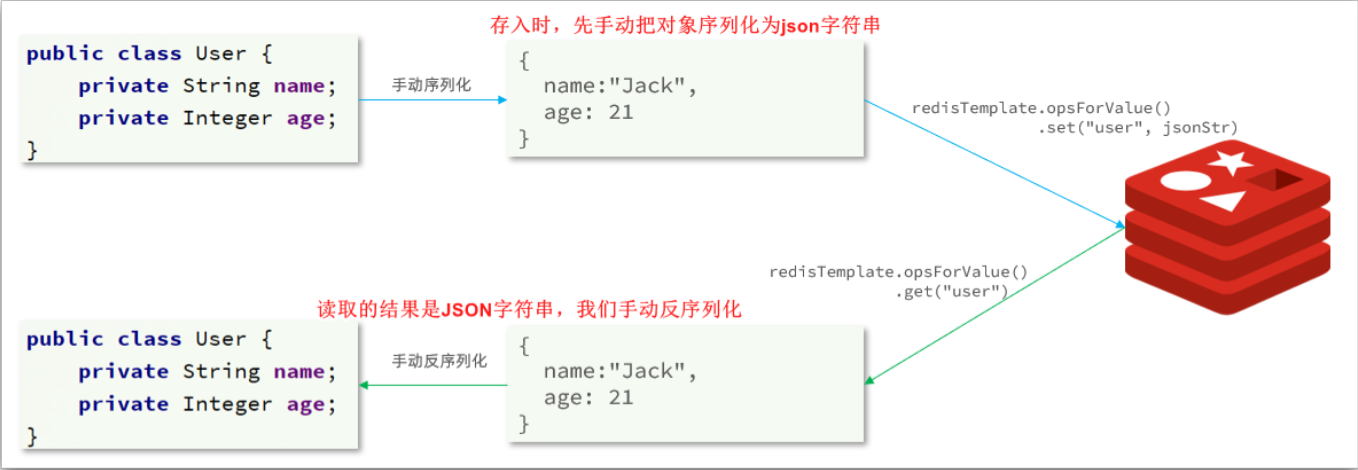 存入时，先手动把对象序列化为json字符串
public class User {
    private String name;
    private Integer age;
}
手动序列化
{
  name:"Jack",
  age: 21
}
redisTemplate.opsForValue()
.set("user", jsonStr)
redisTemplate.opsForValue()
.get("user")
读取的结果是JSON字符串，我们手动反序列化
public class User {
    private String name;
    private Integer age;
}
手动反序列化
{
  name:"Jack",
  age: 21
}